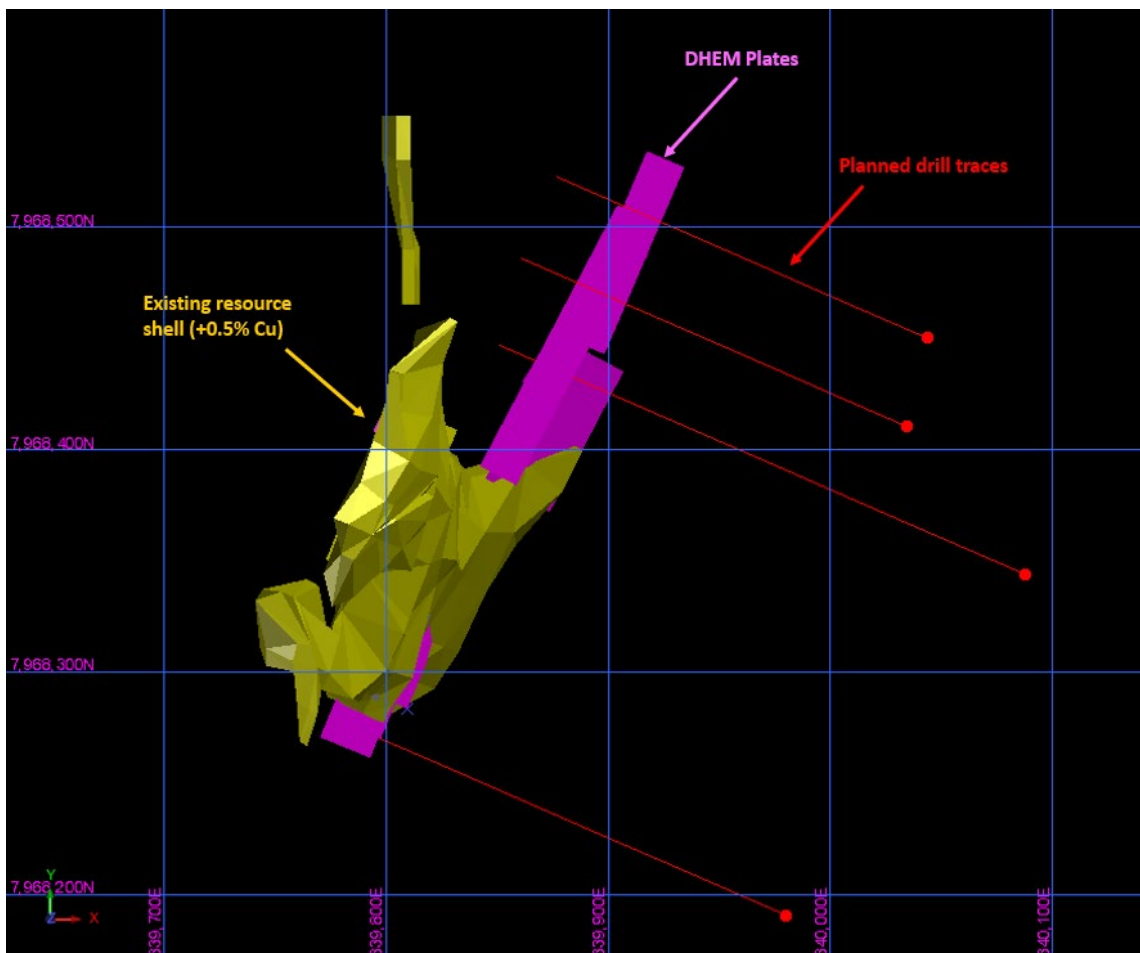 DHEM Plates
Planned drill traces
7,968,500N
Existing resource
shell (+0.5% Cu)
7,968,400N
7,968,300N
7,968,200N
Y
Z
X
339,700E
339,800E
339,900E
340,000E
340,100E